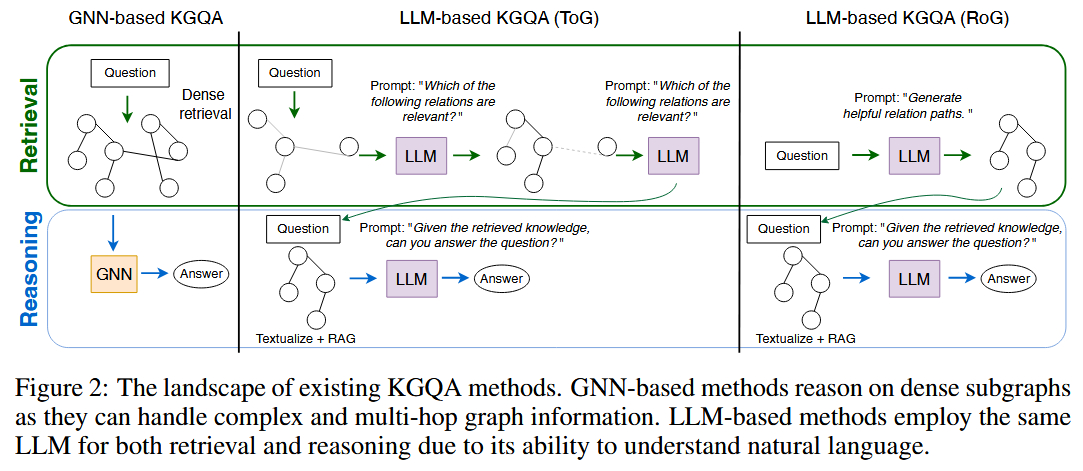 GNN-based KGQA
LLM-based KGQA (ToG)
LLM-based KGQA (RoG)
Retrieval
Question
Dense
retrieval
Question
Prompt: "Which of the
following relations are
relevant?"
LLM
Prompt: "Which of the
following relations are
relevant?"
LLM
Prompt: "Generate
helpful relation paths."
Question
LLM
Reasoning
GNN
Answer
Question
Prompt: "Given the retrieved knowledge,
can you answer the question?"
LLM
Answer
Textualize + RAG
Question
Prompt: "Given the retrieved knowledge,
can you answer the question?"
LLM
Answer
Textualize + RAG
Figure 2: The landscape of existing KGQA methods. GNN-based methods reason on dense subgraphs
as they can handle complex and multi-hop graph information. LLM-based methods employ the same
LLM for both retrieval and reasoning due to its ability to understand natural language.